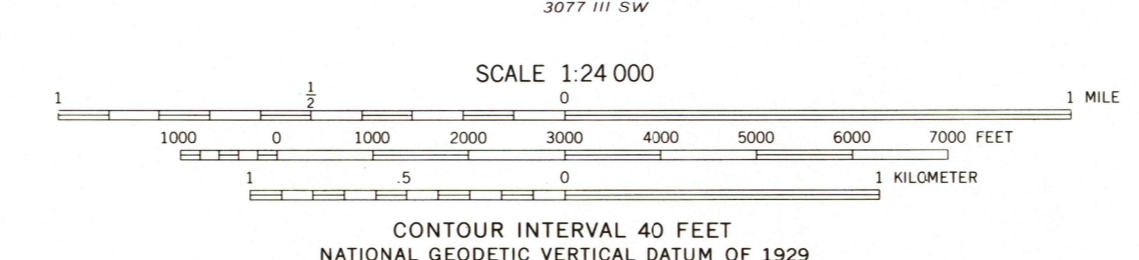 3077 III SW
SCALE 1:24 000
1 1/2 0 1 MILE
1000 0 1000 2000 3000 4000 5000 6000 7000 FEET
1 .5 0 1 KILOMETER
CONTOUR INTERVAL 40 FEET
NATIONAL GEODETIC VERTICAL DATUM OF 1929